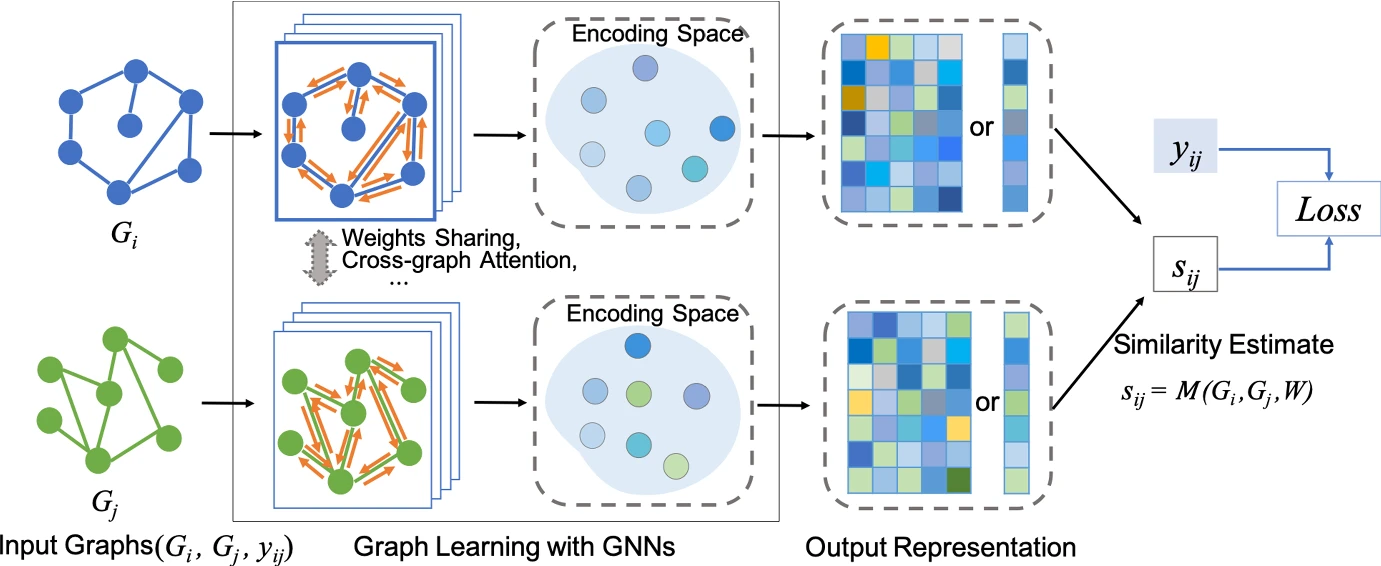 Encoding Space
G_i
or
y_ij
Loss
Weights Sharing,
Cross-graph Attention,
...
s_ij
Encoding Space
or
Similarity Estimate
s_ij = M(G_i,G_j,W)
G_j
Input Graphs(G_i, G_j, y_ij)
Graph Learning with GNNs
Output Representation